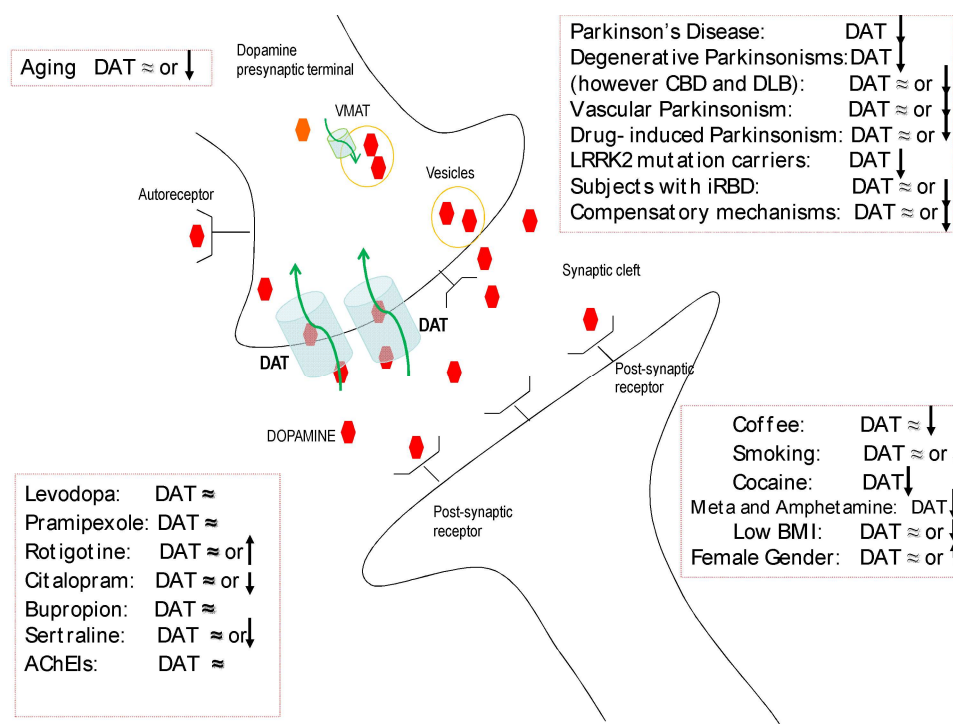 Aging DAT ≈ or ↓
Dopamine
presynaptic terminal
VMAT
Vesicles
Autoreceptor
DAT
DAT
DOPAMINE
Synaptic cleft
Post-synaptic
receptor
Post-synaptic
receptor
Parkinson's Disease: DAT ↓
Degenerative Parkinsonisms: DAT ↓
(however CBD and DLB): DAT ≈ or ↓
Vascular Parkinsonism: DAT ≈ or ↓
Drug- induced Parkinsonism: DAT ≈ or ↓
LRRK2 mutation carriers: DAT ↓
Subjects with iRBD: DAT ≈ or ↓
Compensatory mechanisms: DAT ≈ or ↓
Levodopa: DAT ≈
Pramipexole: DAT ≈
Rotigotine: DAT ≈ or ↑
Citalopram: DAT ≈ or ↓
Bupropion: DAT ≈
Sertraline: DAT ≈ or ↓
AChEIs: DAT ≈
Coffee: DAT ≈ ↓
Smoking: DAT ≈ or
Cocaine: DAT ↓
Meta and Amphetamine: DAT ↓
Low BMI: DAT ≈ or ↓
Female Gender: DAT ≈ or ↑